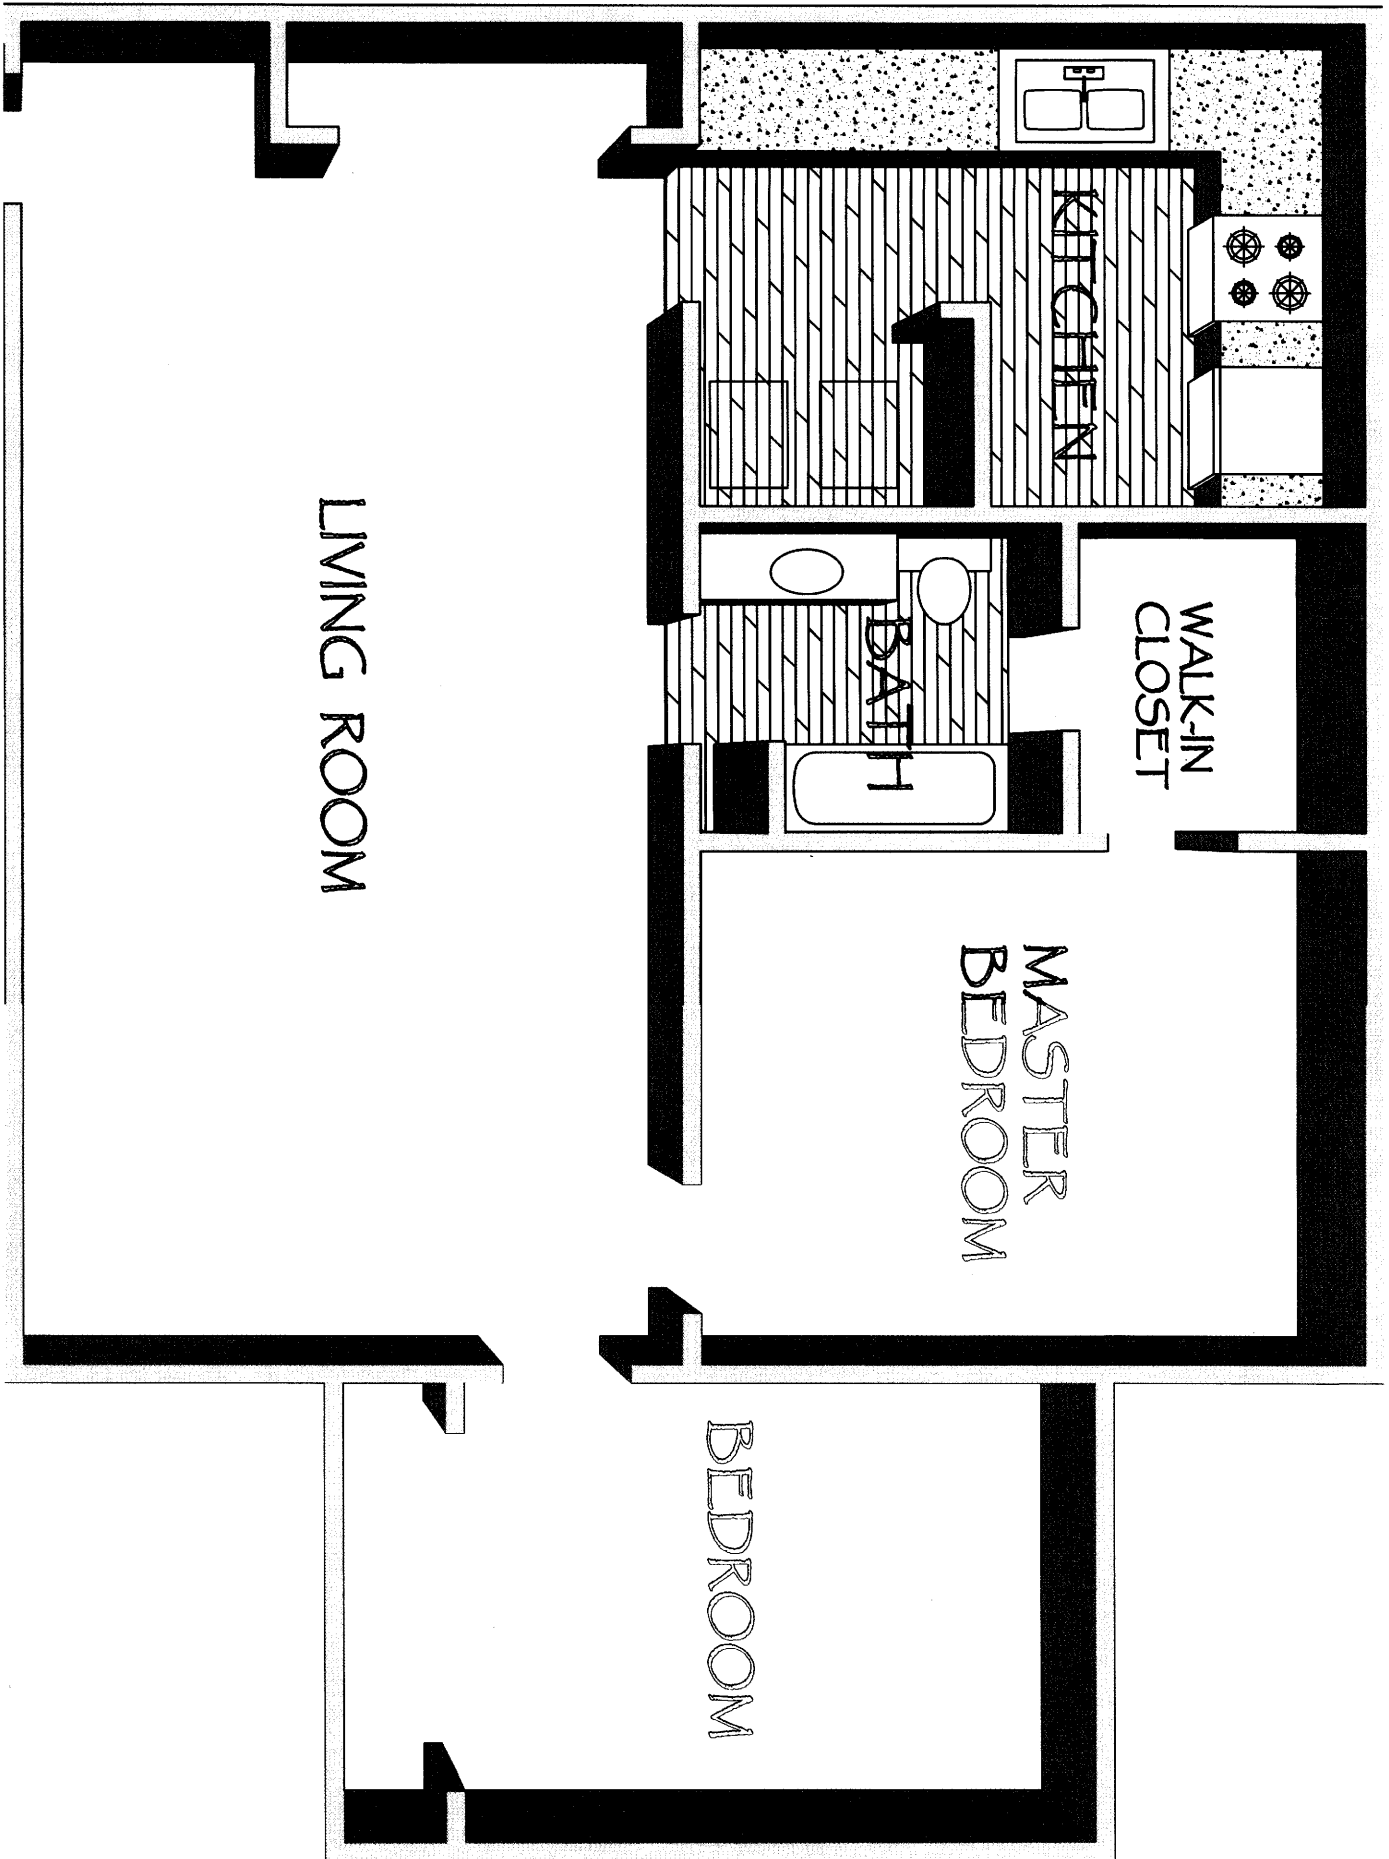 KITCHEN
WALK-IN
CLOSET
BATH
LIVING ROOM
MASTER
BEDROOM
BEDROOM